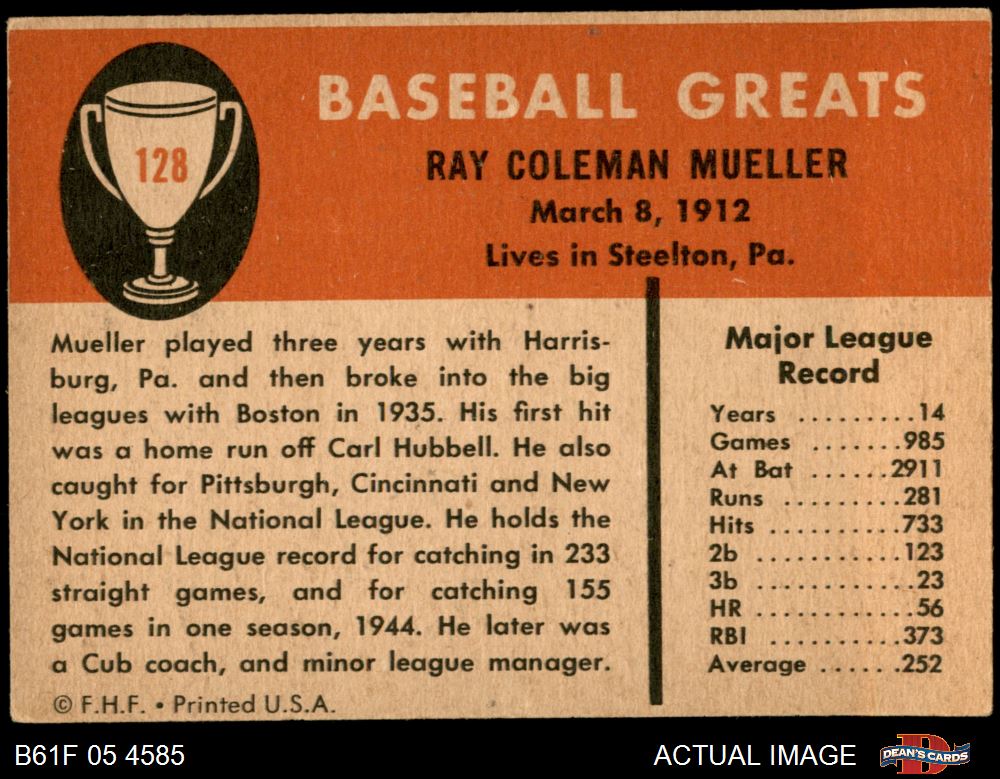 BASEBALL GREATS
128
RAY COLEMAN MUELLER
March 8, 1912
Lives in Steelton, Pa.
Mueller played three years with Harris-
burg, Pa. and then broke into the big
leagues with Boston in 1935. His first hit
was a home run off Carl Hubbell. He also
caught for Pittsburgh, Cincinnati and New
York in the National League. He holds the
National League record for catching in 233
straight games, and for catching 155
games in one season, 1944. He later was
a Cub coach, and minor league manager.
© F.H.F. • Printed U.S.A.
Major League
Record
Years .........14
Games .......985
At Bat ......2911
Runs .........281
Hits ..........733
2b ...........123
3b ............23
HR ............56
RBI ..........373
Average ......252
B61F 05 4585
ACTUAL IMAGE
D
DEAN'S CARDS